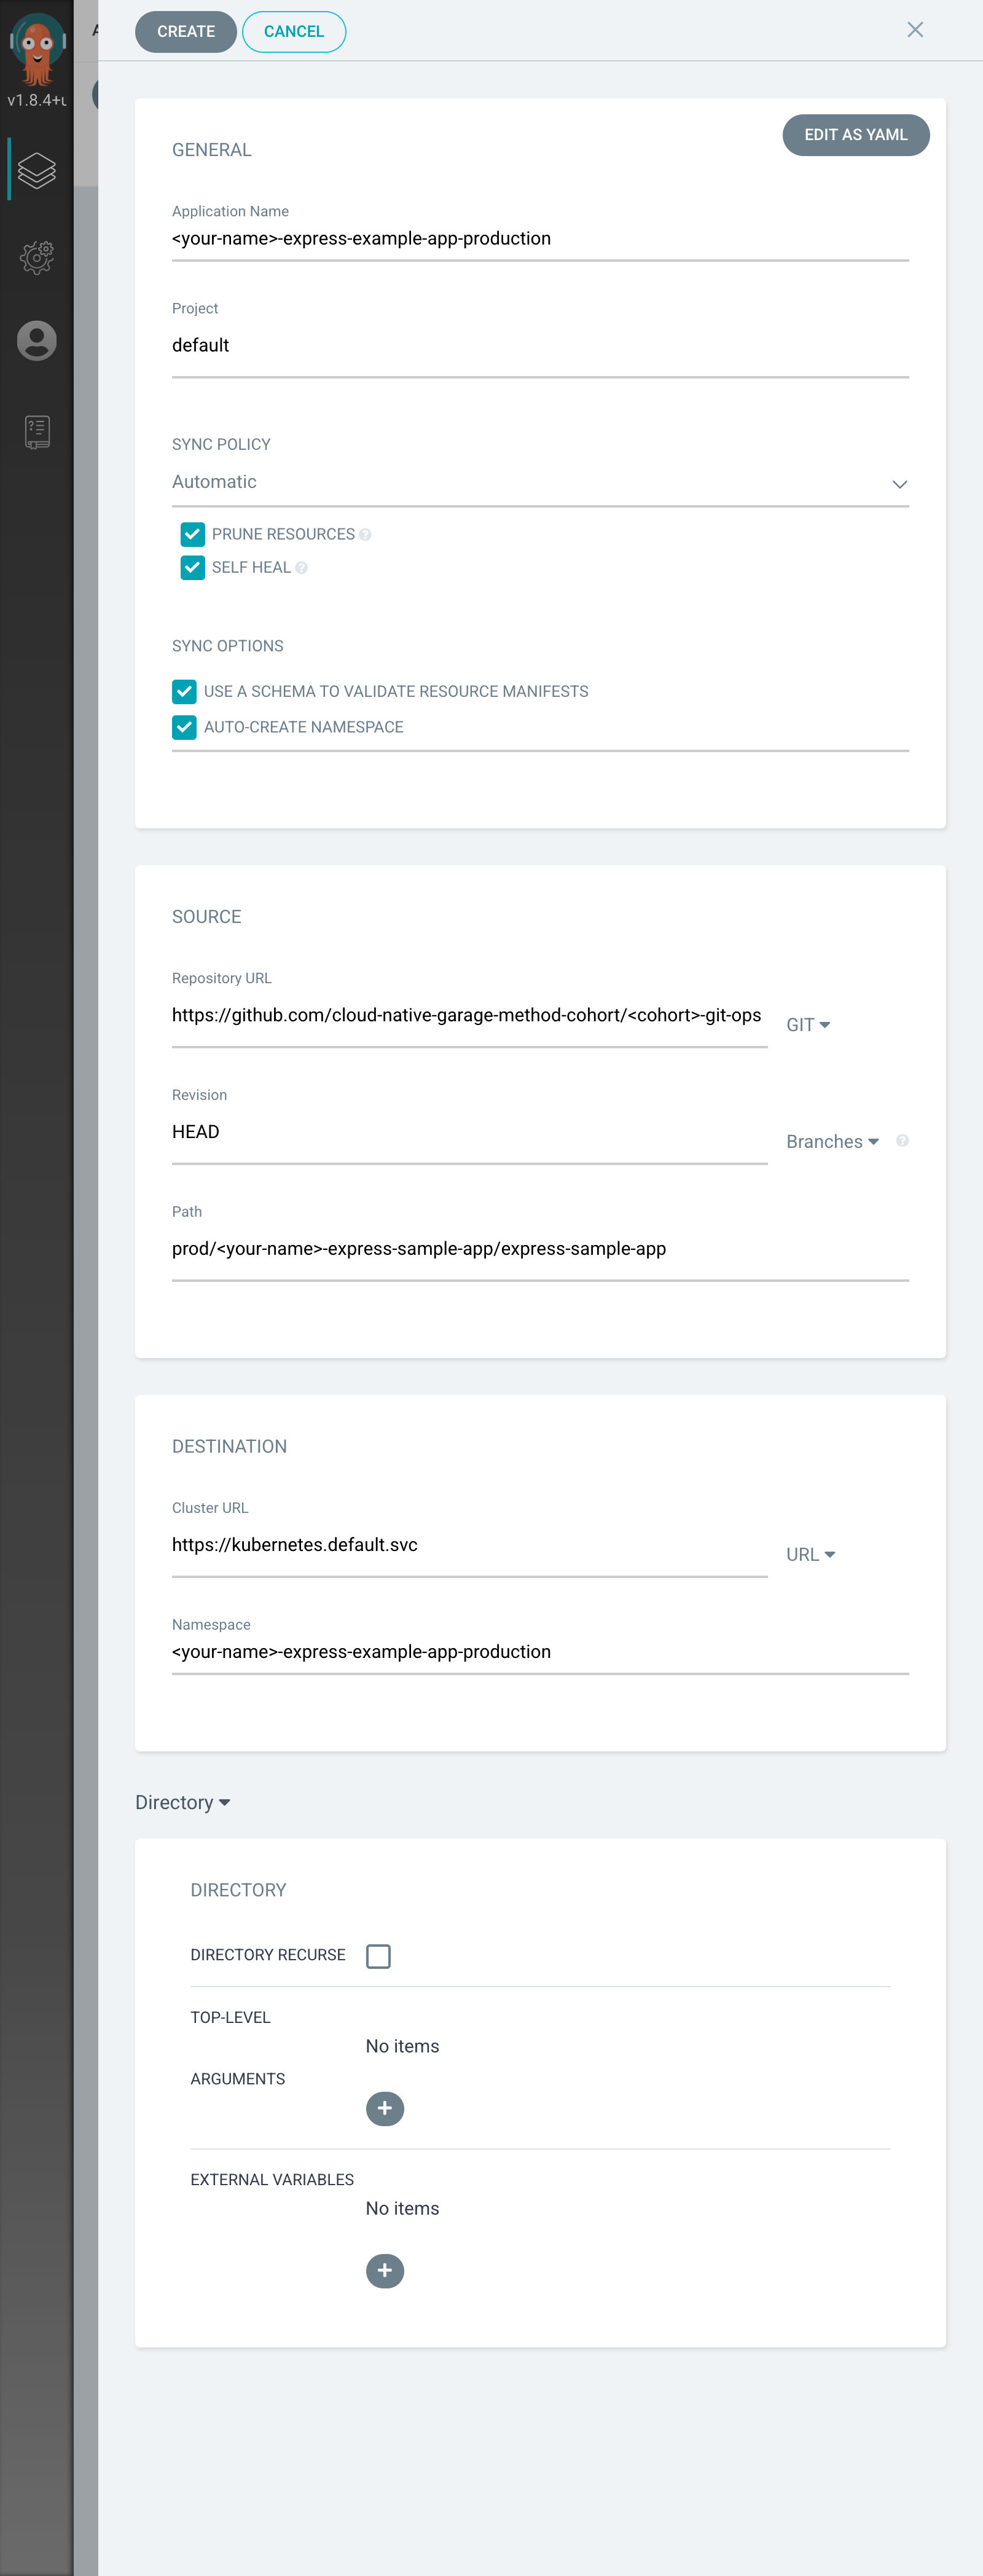 CREATE
CANCEL
v1.8.4+
EDIT AS YAML
GENERAL
Application Name
<your-name>-express-example-app-production
Project
default
SYNC POLICY
Automatic
PRUNE RESOURCES
SELF HEAL
SYNC OPTIONS
USE A SCHEMA TO VALIDATE RESOURCE MANIFESTS
AUTO-CREATE NAMESPACE
SOURCE
Repository URL
https://github.com/cloud-native-garage-method-cohort/<cohort>-git-ops
GIT
Revision
HEAD
Branches
Path
prod/<your-name>-express-sample-app/express-sample-app
DESTINATION
Cluster URL
https://kubernetes.default.svc
URL
Namespace
<your-name>-express-example-app-production
Directory
DIRECTORY
DIRECTORY RECURSE
TOP-LEVEL
No items
ARGUMENTS
EXTERNAL VARIABLES
No items